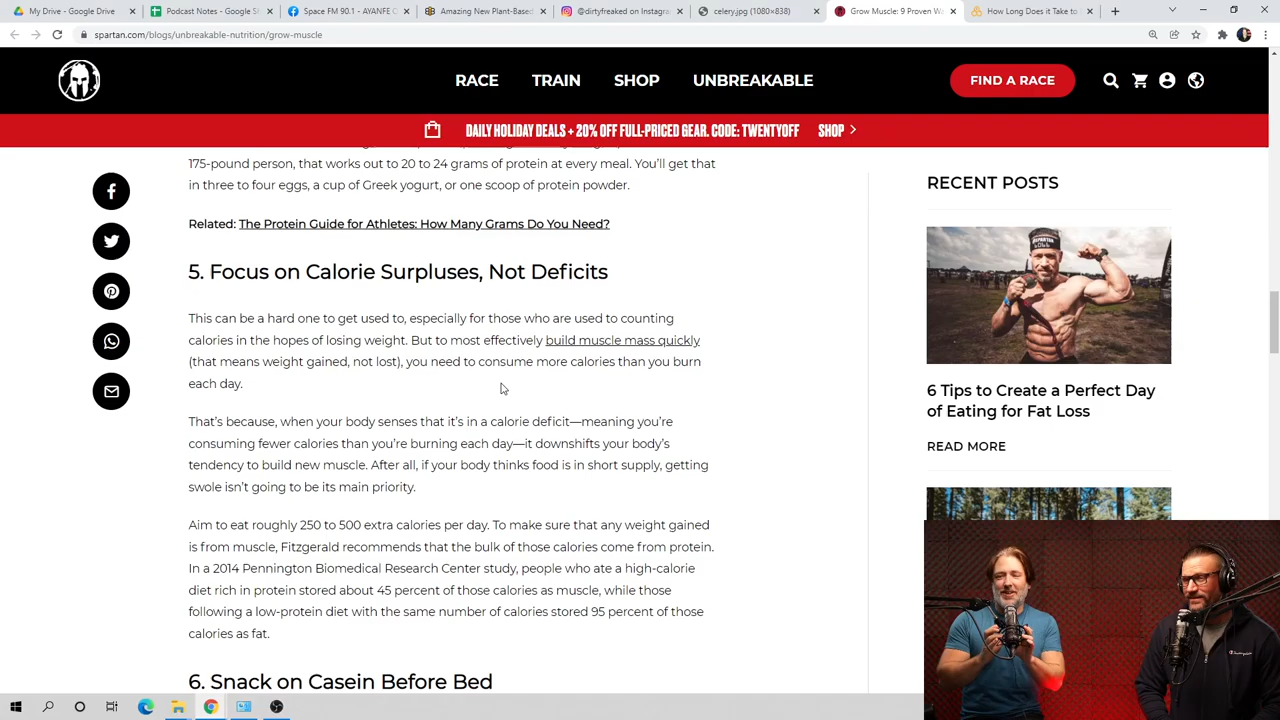 My Drive - Google Drive
Podcast Notes - Google Sh
Space FM 90.1 - AYANFE C
Amazing New Plant-Based
@dirtyfreaked on Instagram
celery.jpg (1080×838)
Grow Muscle: 9 Proven Wa
How Long Does it Take to
spartan.com/blogs/unbreakable-nutrition/grow-muscle
RACE
TRAIN
SHOP
UNBREAKABLE
FIND A RACE
DAILY HOLIDAY DEALS + 20% OFF FULL-PRICED GEAR. CODE: TWENTYOFF SHOP
175-pound person, that works out to 20 to 24 grams of protein at every meal. You'll get that
in three to four eggs, a cup of Greek yogurt, or one scoop of protein powder.
Related: The Protein Guide for Athletes: How Many Grams Do You Need?
5. Focus on Calorie Surpluses, Not Deficits
This can be a hard one to get used to, especially for those who are used to counting
calories in the hopes of losing weight. But to most effectively build muscle mass quickly
(that means weight gained, not lost), you need to consume more calories than you burn
each day.
That's because, when your body senses that it's in a calorie deficit—meaning you're
consuming fewer calories than you're burning each day—it downshifts your body's
tendency to build new muscle. After all, if your body thinks food is in short supply, getting
swole isn't going to be its main priority.
Aim to eat roughly 250 to 500 extra calories per day. To make sure that any weight gained
is from muscle, Fitzgerald recommends that the bulk of those calories come from protein.
In a 2014 Pennington Biomedical Research Center study, people who ate a high-calorie
diet rich in protein stored about 45 percent of those calories as muscle, while those
following a low-protein diet with the same number of calories stored 95 percent of those
calories as fat.
6. Snack on Casein Before Bed
RECENT POSTS
6 Tips to Create a Perfect Day
of Eating for Fat Loss
READ MORE